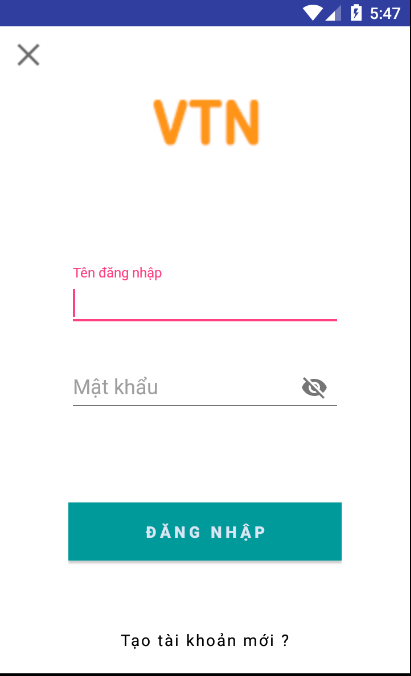 5:47
VTN
Tên đăng nhập
Mật khẩu
ĐĂNG NHẬP
Tạo tài khoản mới ?